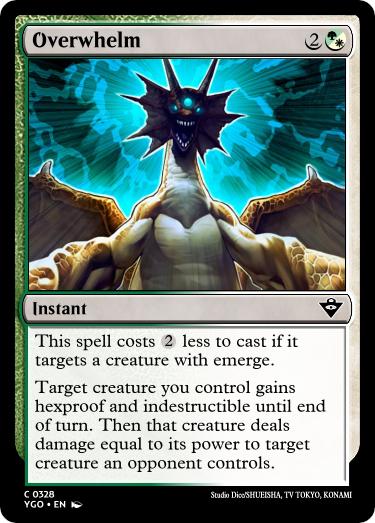 Overwhelm 2
Instant
This spell costs 2 less to cast if it
targets a creature with emerge.
Target creature you control gains
hexproof and indestructible until end
of turn. Then that creature deals
damage equal to its power to target
creature an opponent controls.
C 0328
YGO • EN Studio Dice/SHUEISHA, TV TOKYO, KONAMI